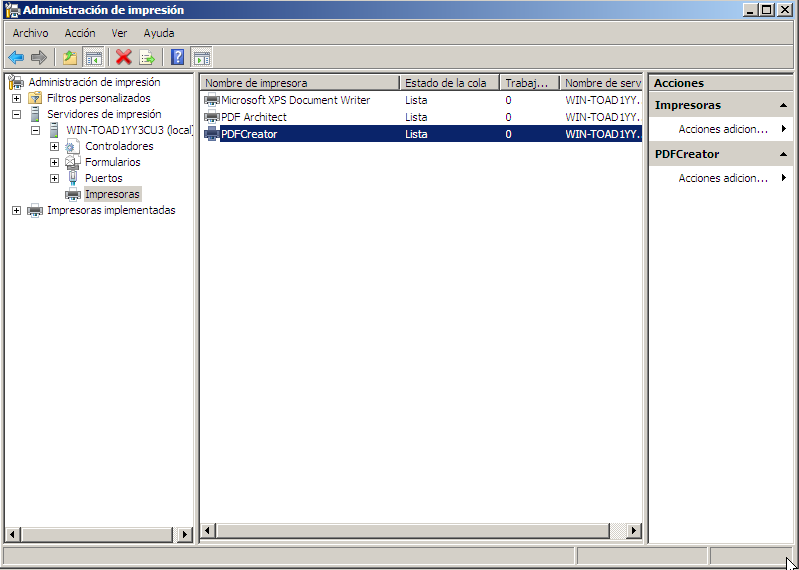 Administración de impresión
Archivo Acción Ver Ayuda
Administración de impresión
Filtros personalizados
Servidores de impresión
WIN-TOAD1YY3CU3 (local)
Controladores
Formularios
Puertos
Impresoras
Impresoras implementadas
Nombre de impresora Estado de la cola Trabaj... Nombre de serv
Microsoft XPS Document Writer Lista 0 WIN-TOAD1YY...
PDF Architect Lista 0 WIN-TOAD1YY...
PDFCreator Lista 0 WIN-TOAD1YY...
Acciones
Impresoras
Acciones adicion...
PDFCreator
Acciones adicion...